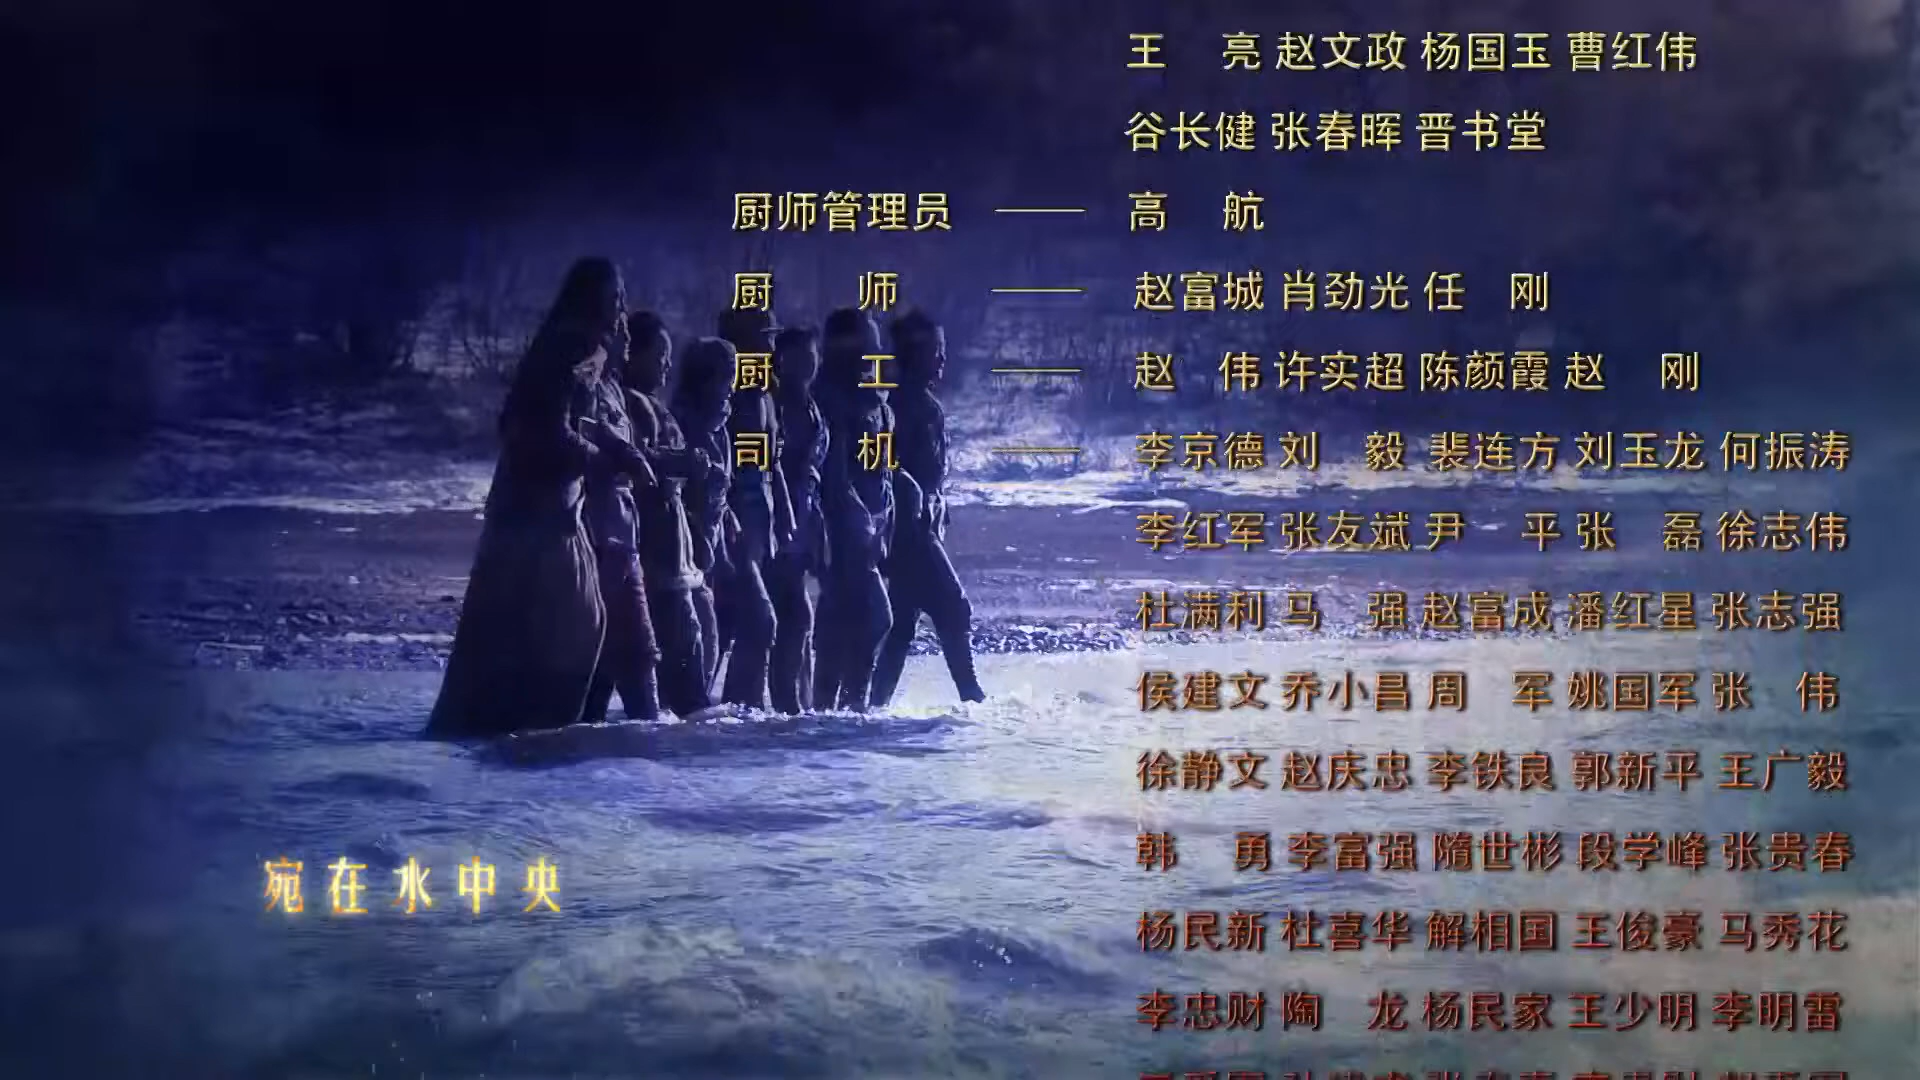 王 亮 赵文政 杨国玉 曹红伟
谷长健 张春晖 晋书堂
厨师管理员 —— 高 航
厨 师 —— 赵富城 肖劲光 任 刚
厨 工 —— 赵 伟 许实超 陈颜霞 赵 刚
司 机 —— 李京德 刘 毅 裴连方 刘玉龙 何振涛
李红军 张友斌 尹 平 张 磊 徐志伟
杜满利 马 强 赵富成 潘红星 张志强
侯建文 乔小昌 周 军 姚国军 张 伟
徐静文 赵庆忠 李铁良 郭新平 王广毅
韩 勇 李富强 隋世彬 段学峰 张贵春
宛在水中央
杨民新 杜喜华 解相国 王俊豪 马秀花
李忠财 陶 龙 杨民家 王少明 李明雷